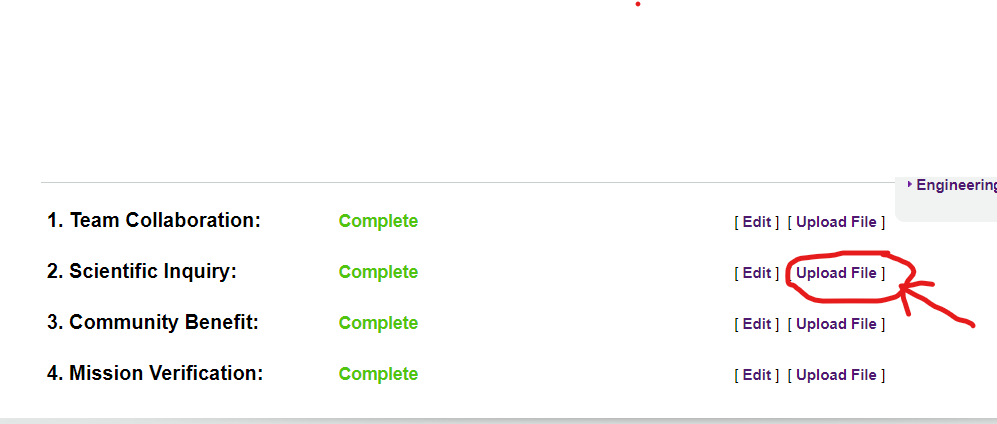 Engineering
1. Team Collaboration: Complete [ Edit ] [ Upload File ]
2. Scientific Inquiry: Complete [ Edit ] [ Upload File ]
3. Community Benefit: Complete [ Edit ] [ Upload File ]
4. Mission Verification: Complete [ Edit ] [ Upload File ]